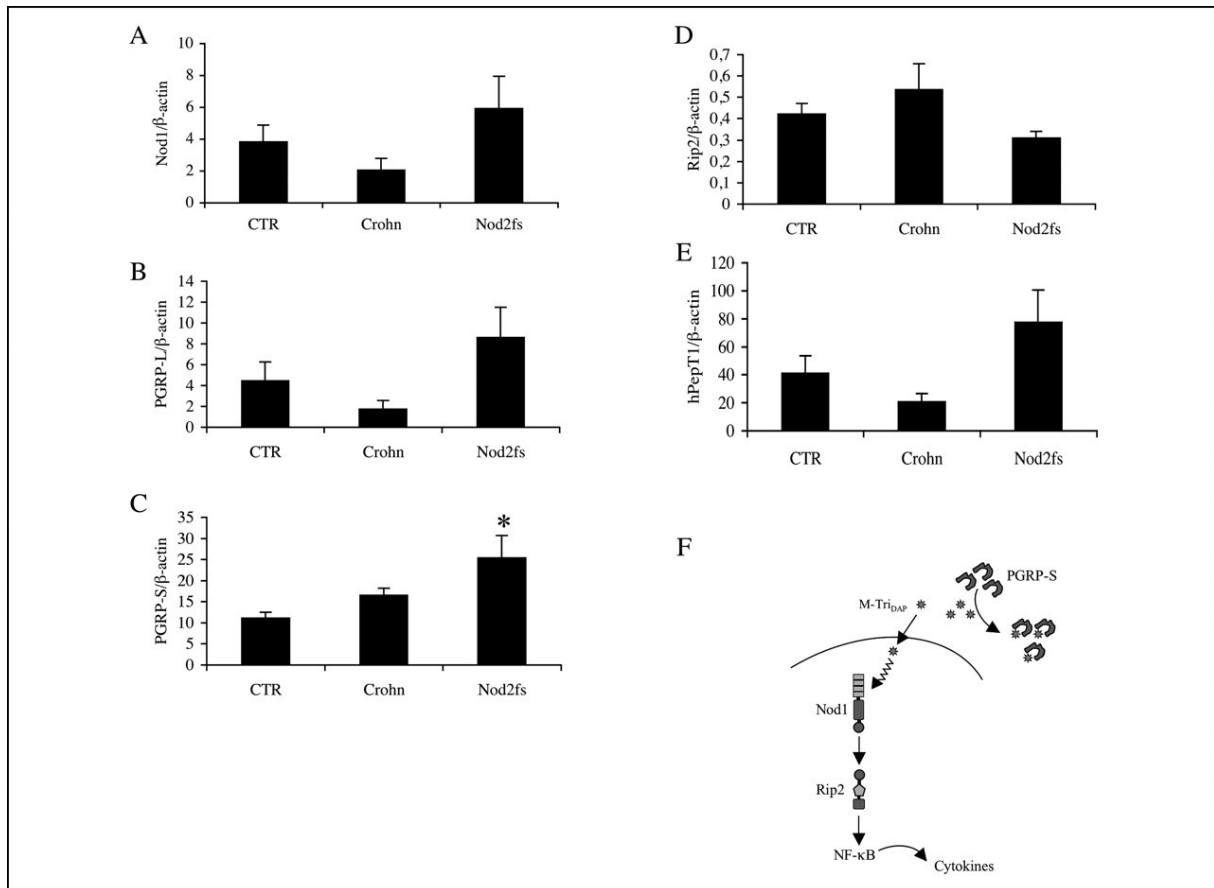 A
Nod1/β-actin
10
8
6
4
2
0
CTR Crohn Nod2fs
B
PGRP-L/β-actin
14
12
10
8
6
4
2
0
CTR Crohn Nod2fs
C
PGRP-S/β-actin
35
30
25
20
15
10
5
0
*
CTR Crohn Nod2fs
D
Rip2/β-actin
0,7
0,6
0,5
0,4
0,3
0,2
0,1
0
CTR Crohn Nod2fs
E
hPepT1/β-actin
120
100
80
60
40
20
0
CTR Crohn Nod2fs
F
PGRP-S
M-TriDAP
Nod1
Rip2
NF-κB
Cytokines